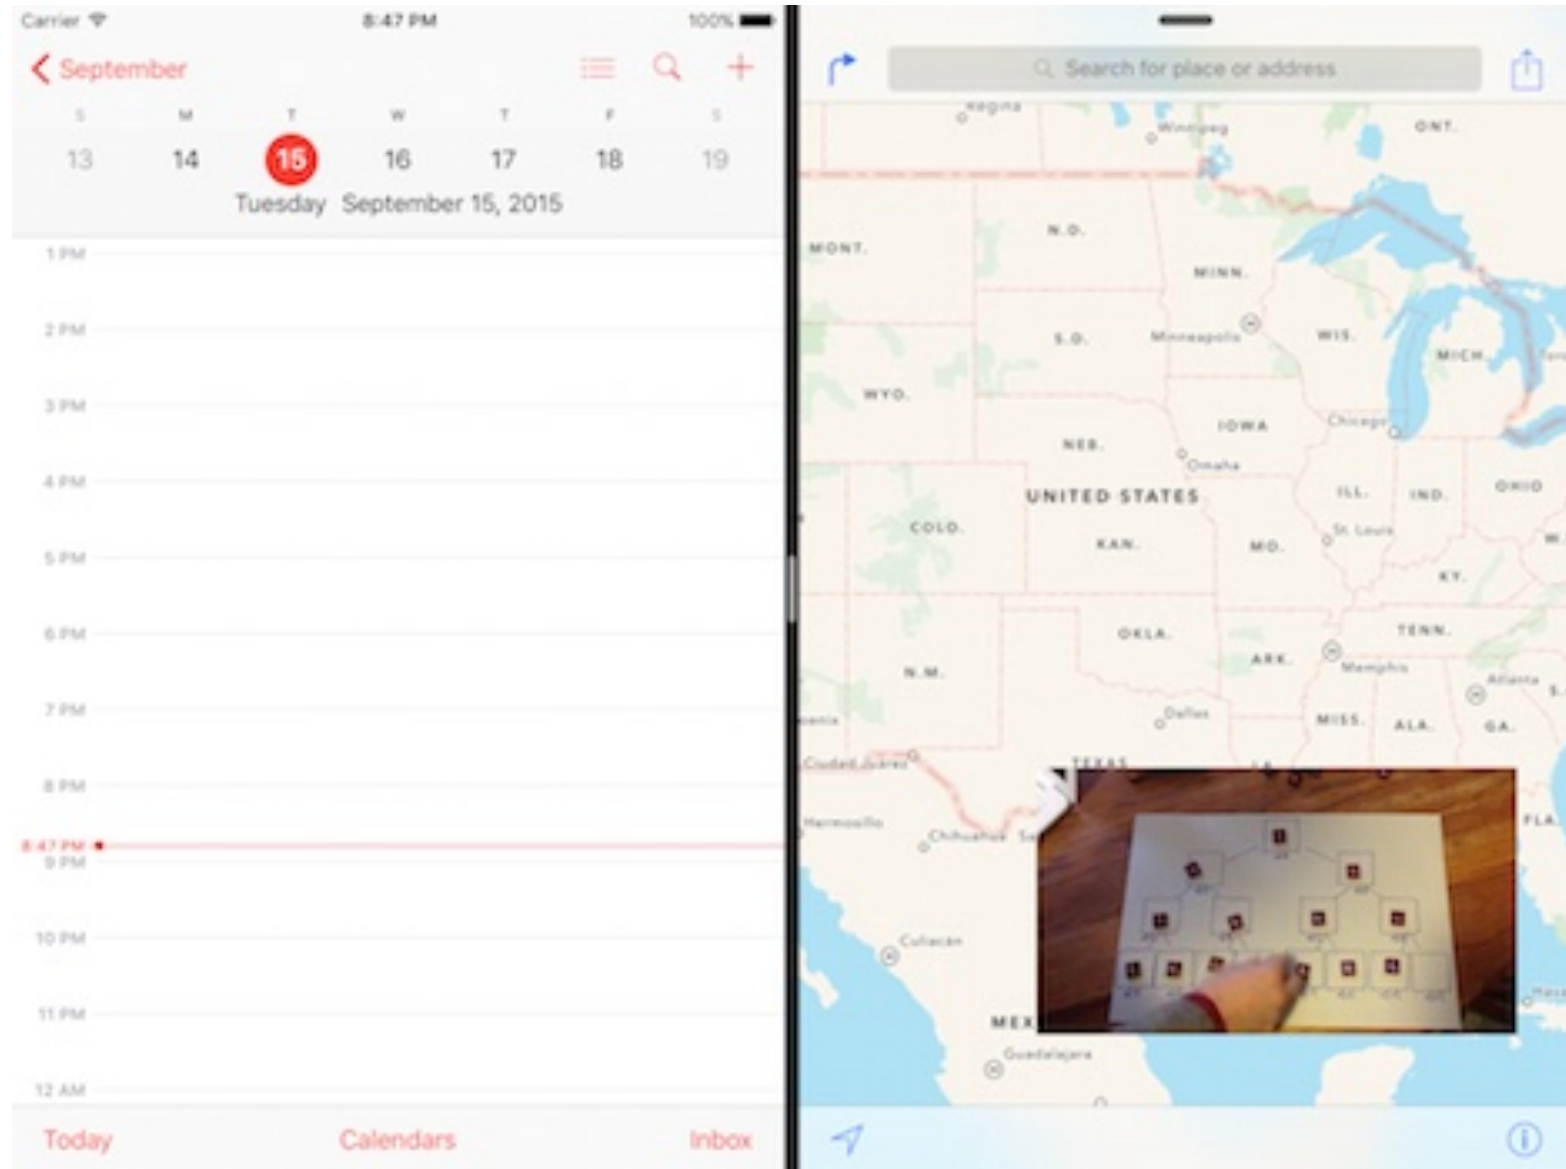 Carrier 8:47 PM 100%
September
S M T W T F S
13 14 15 16 17 18 19
Tuesday September 15, 2015
1 PM
2 PM
3 PM
4 PM
5 PM
6 PM
7 PM
8 PM
8:47 PM
9 PM
10 PM
11 PM
12 AM
Today Calendars Inbox
Search for place or address
Regina
Winnipeg
ONT.
MONT.
N.D.
MINN.
S.D.
Minneapolis
WIS.
MICH.
WYO.
IOWA
Chicago
NEB.
Omaha
UNITED STATES
ILL.
IND.
OHIO
COLO.
KAN.
MO.
St. Louis
W.
KY.
OKLA.
TENN.
N.M.
ARK.
Memphis
Atlanta
S.
Dallas
MISS.
ALA.
GA.
Ciudad Juárez
TEXAS
LA.
Hermosillo
Chihuahua
FLA.
Culiacán
MEX
Guadalajara